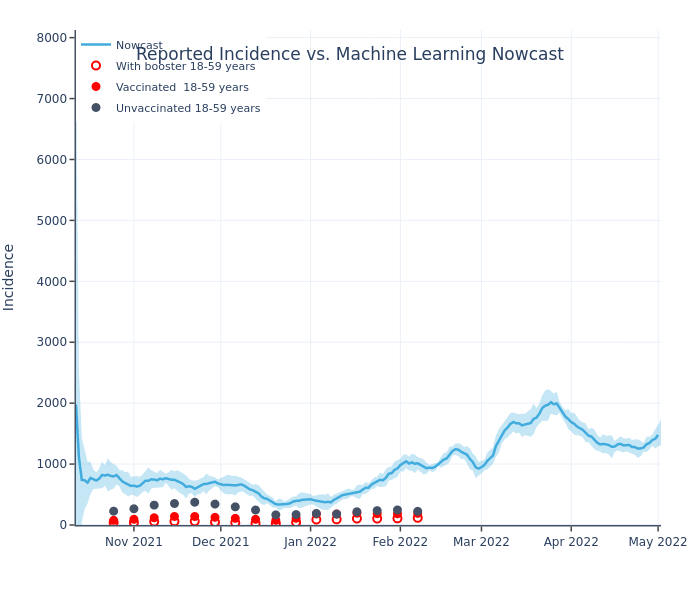 Reported Incidence vs. Machine Learning Nowcast
Nowcast
With booster 18-59 years
Vaccinated  18-59 years
Unvaccinated 18-59 years
Incidence
8000
7000
6000
5000
4000
3000
2000
1000
0
Nov 2021
Dec 2021
Jan 2022
Feb 2022
Mar 2022
Apr 2022
May 2022